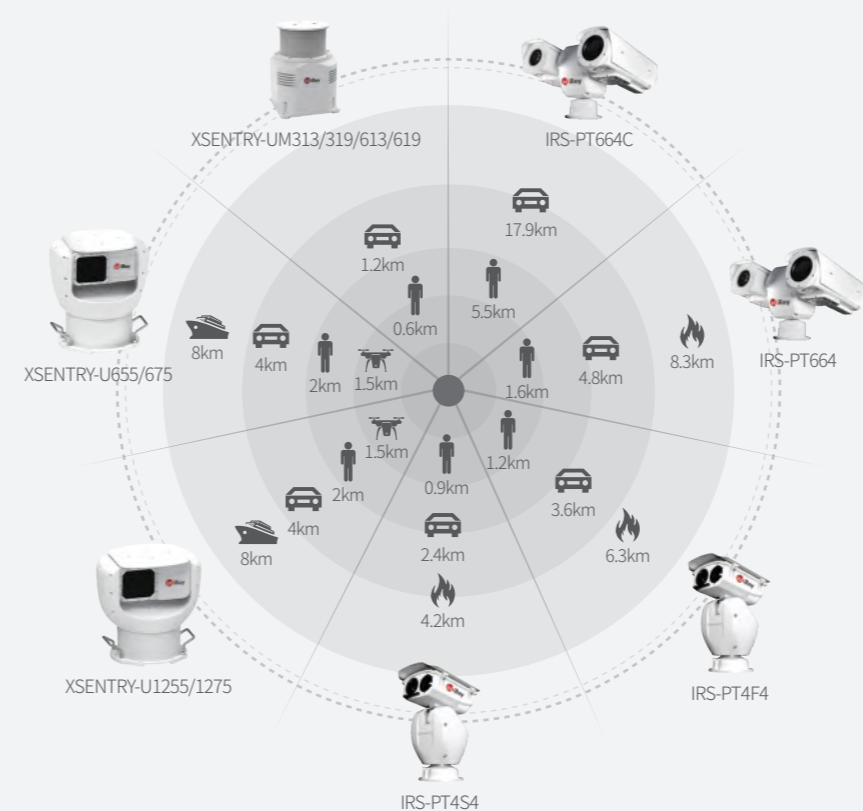 XSENTRY-UM313/319/613/619
IRS-PT664C
17.9km
1.2km
5.5km
0.6km
8km
4km
2km
1.5km
1.6km
4.8km
8.3km
XSENTRY-U655/675
IRS-PT664
1.5km
1.2km
2km
0.9km
4km
3.6km
8km
2.4km
6.3km
4.2km
XSENTRY-U1255/1275
IRS-PT4F4
IRS-PT4S4